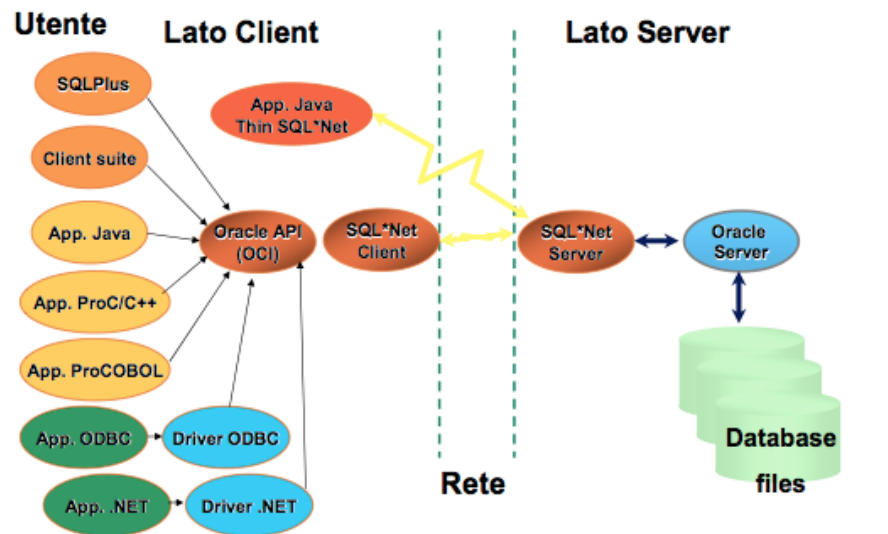 Utente
Lato Client
Lato Server
SQLPlus
App. Java
Thin SQL*Net
Client suite
App. Java
Oracle API
(OCI)
SQL*Net
Client
SQL*Net
Server
Oracle
Server
App. ProC/C++
App. ProCOBOL
App. ODBC
Driver ODBC
Database
files
Rete
App. .NET
Driver .NET